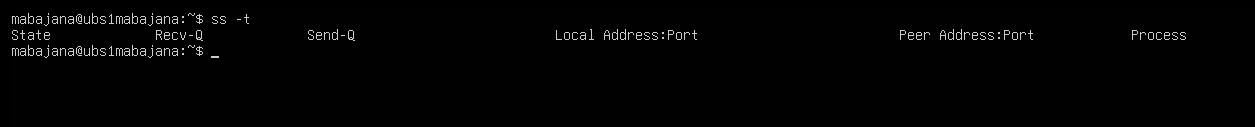 mabajana@ubs1mabajana:~$ ss -t
State Recv-Q Send-Q Local Address:Port Peer Address:Port Process
mabajana@ubs1mabajana:~$ _